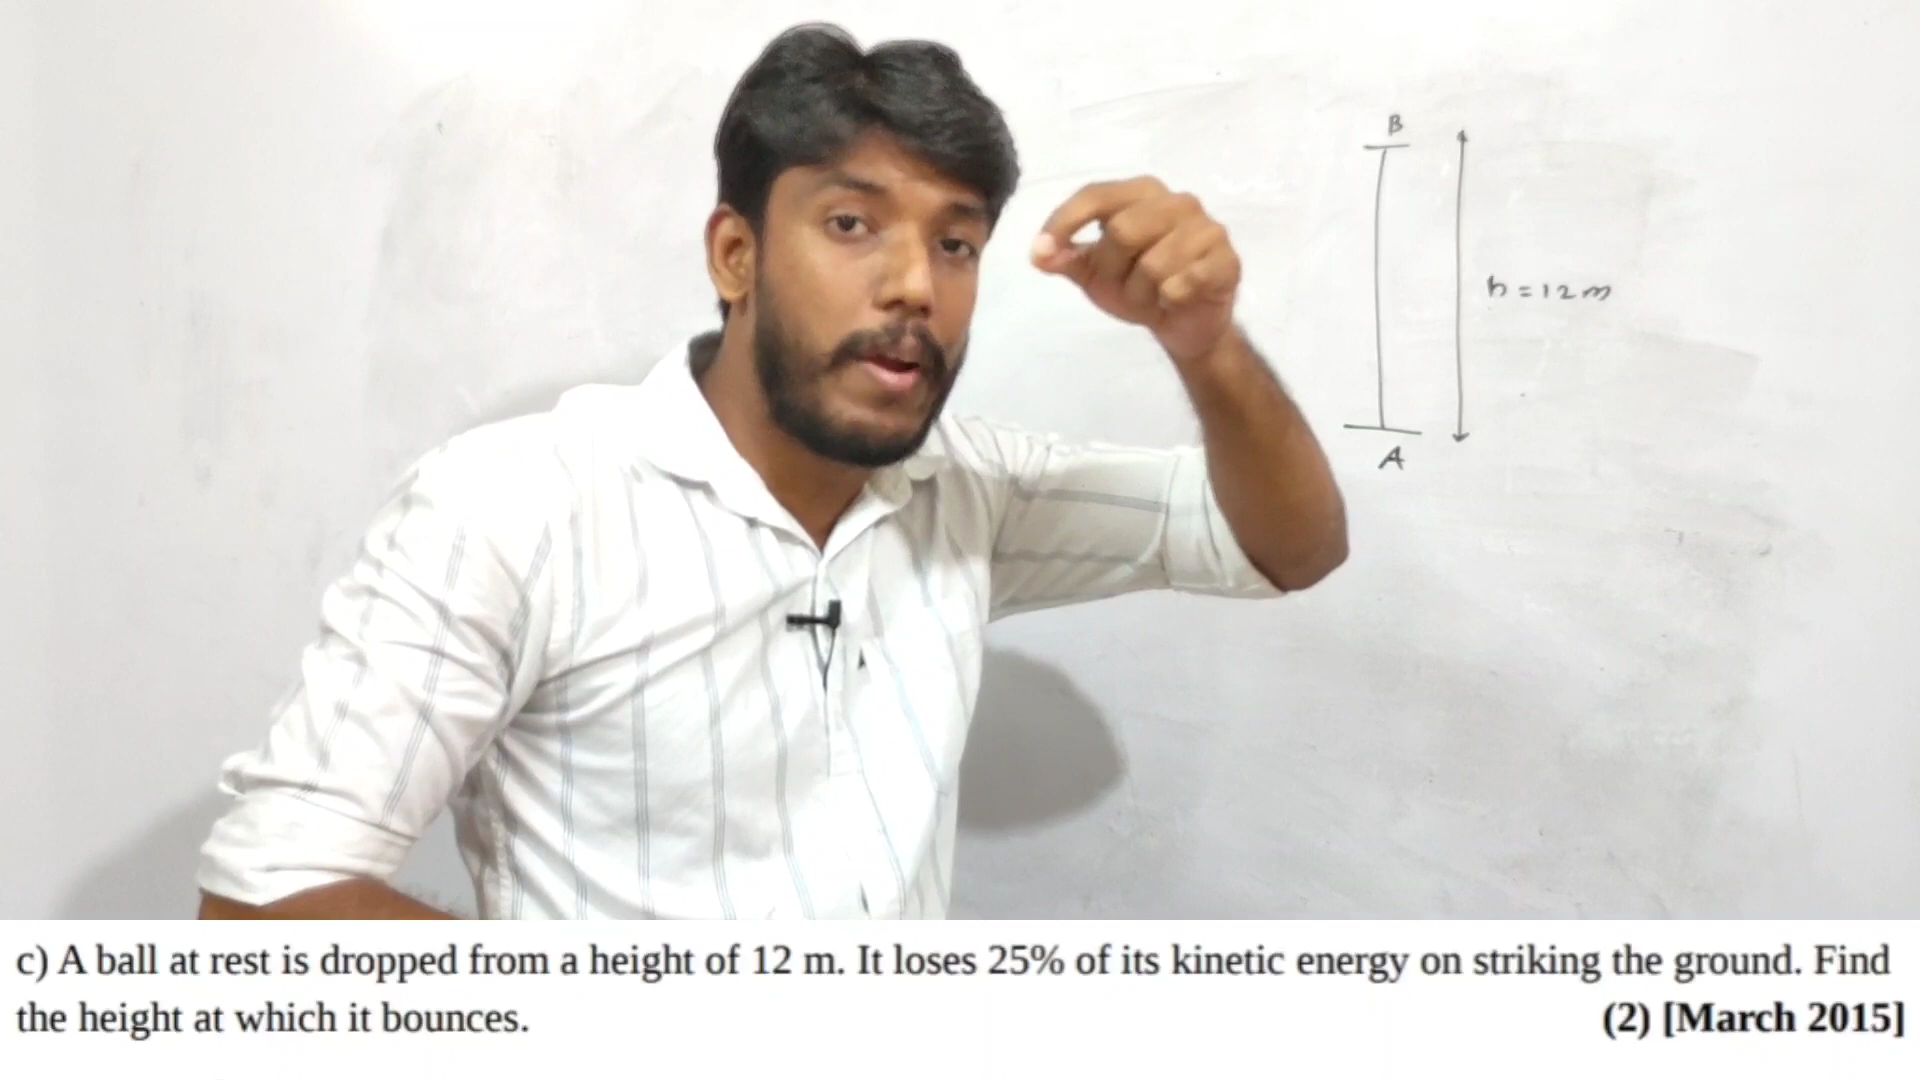 B
h = 12 m
A
c) A ball at rest is dropped from a height of 12 m. It loses 25% of its kinetic energy on striking the ground. Find
the height at which it bounces. (2) [March 2015]